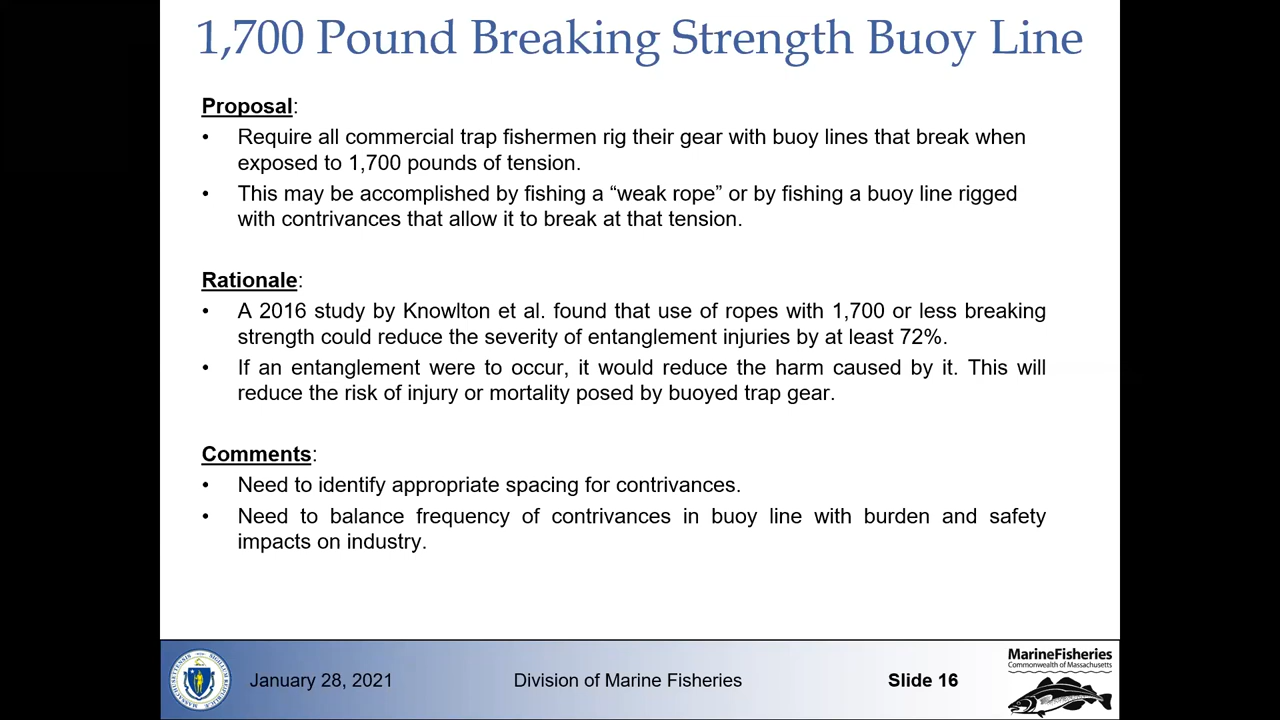 1,700 Pound Breaking Strength Buoy Line
Proposal:
• Require all commercial trap fishermen rig their gear with buoy lines that break when
exposed to 1,700 pounds of tension.
• This may be accomplished by fishing a “weak rope” or by fishing a buoy line rigged
with contrivances that allow it to break at that tension.
Rationale:
• A 2016 study by Knowlton et al. found that use of ropes with 1,700 or less breaking
strength could reduce the severity of entanglement injuries by at least 72%.
• If an entanglement were to occur, it would reduce the harm caused by it. This will
reduce the risk of injury or mortality posed by buoyed trap gear.
Comments:
• Need to identify appropriate spacing for contrivances.
• Need to balance frequency of contrivances in buoy line with burden and safety
impacts on industry.
January 28, 2021
Division of Marine Fisheries
Slide 16
MarineFisheries
Commonwealth of Massachusetts